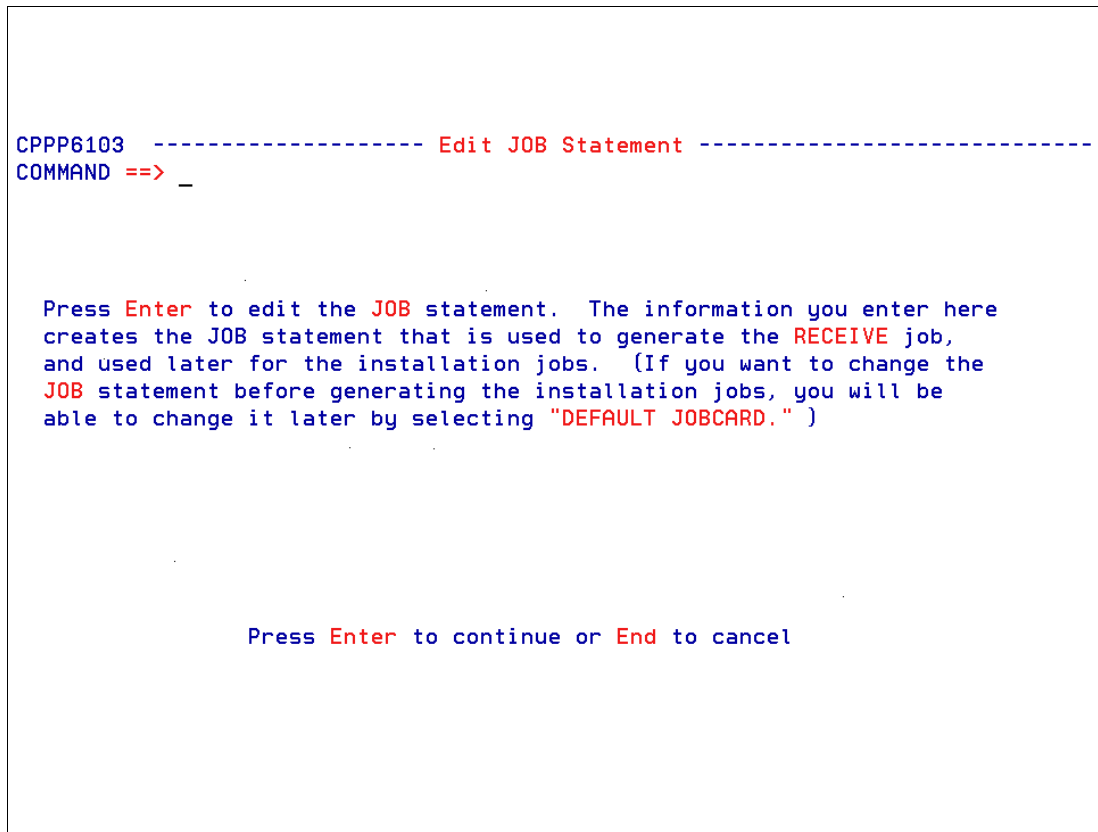 CPPP6103  -------------------- Edit JOB Statement -----------------------------
COMMAND ==> _
Press Enter to edit the JOB statement.  The information you enter here
creates the JOB statement that is used to generate the RECEIVE job,
and used later for the installation jobs.  (If you want to change the
JOB statement before generating the installation jobs, you will be
able to change it later by selecting "DEFAULT JOBCARD." )
Press Enter to continue or End to cancel